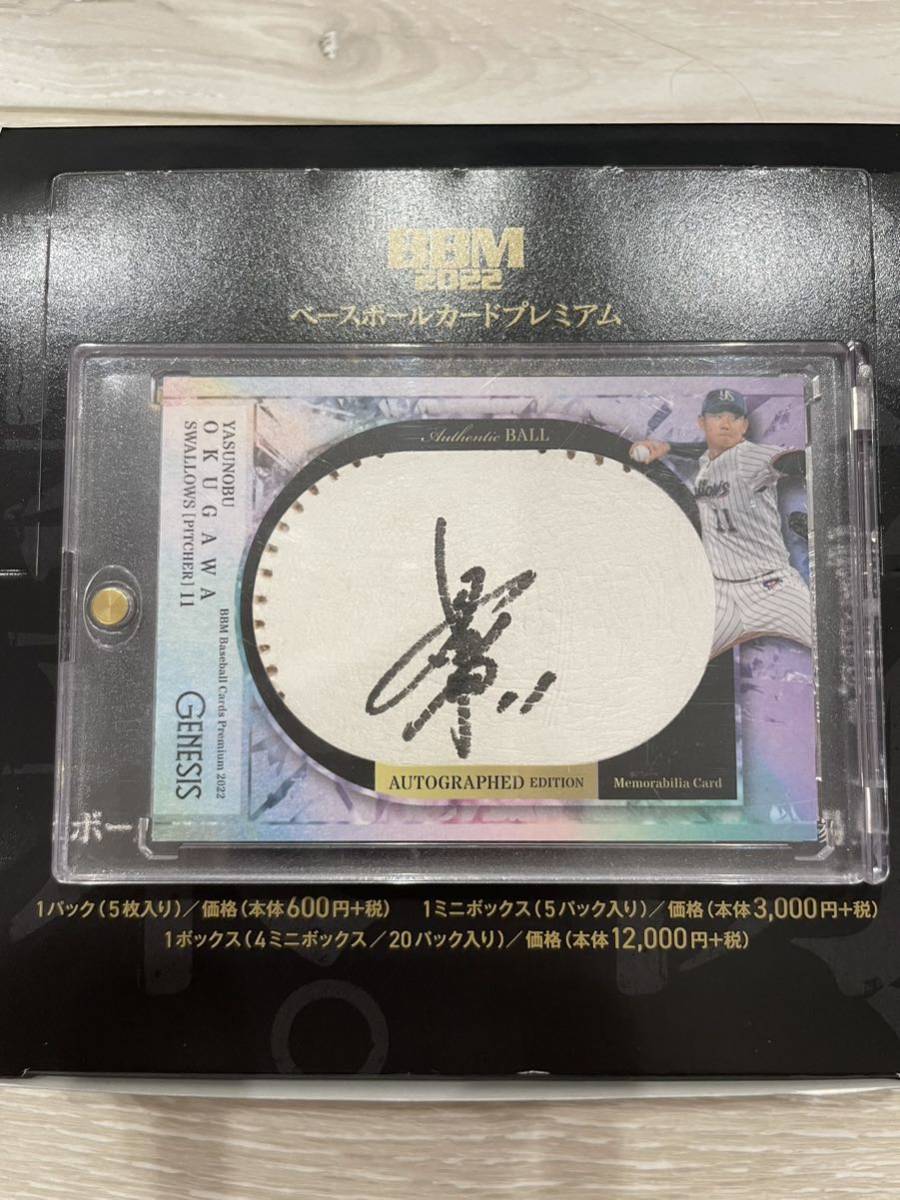 BBM
2022
ベースボールカードプレミアム
Authentic BALL
YASUNOBU
OKUGAWA
SWALLOWS [PITCHER] 11
BBM Baseball Cards Premium 2022
GENESIS
YS
11
AUTOGRAPHED EDITION
Memorabilia Card
ボー
1パック(5枚入り)/価格(本体600円+税) 1ミニボックス(5パック入り)/価格(本体3,000円+税)
1ボックス(4ミニボックス/20パック入り)/価格(本体12,000円+税)